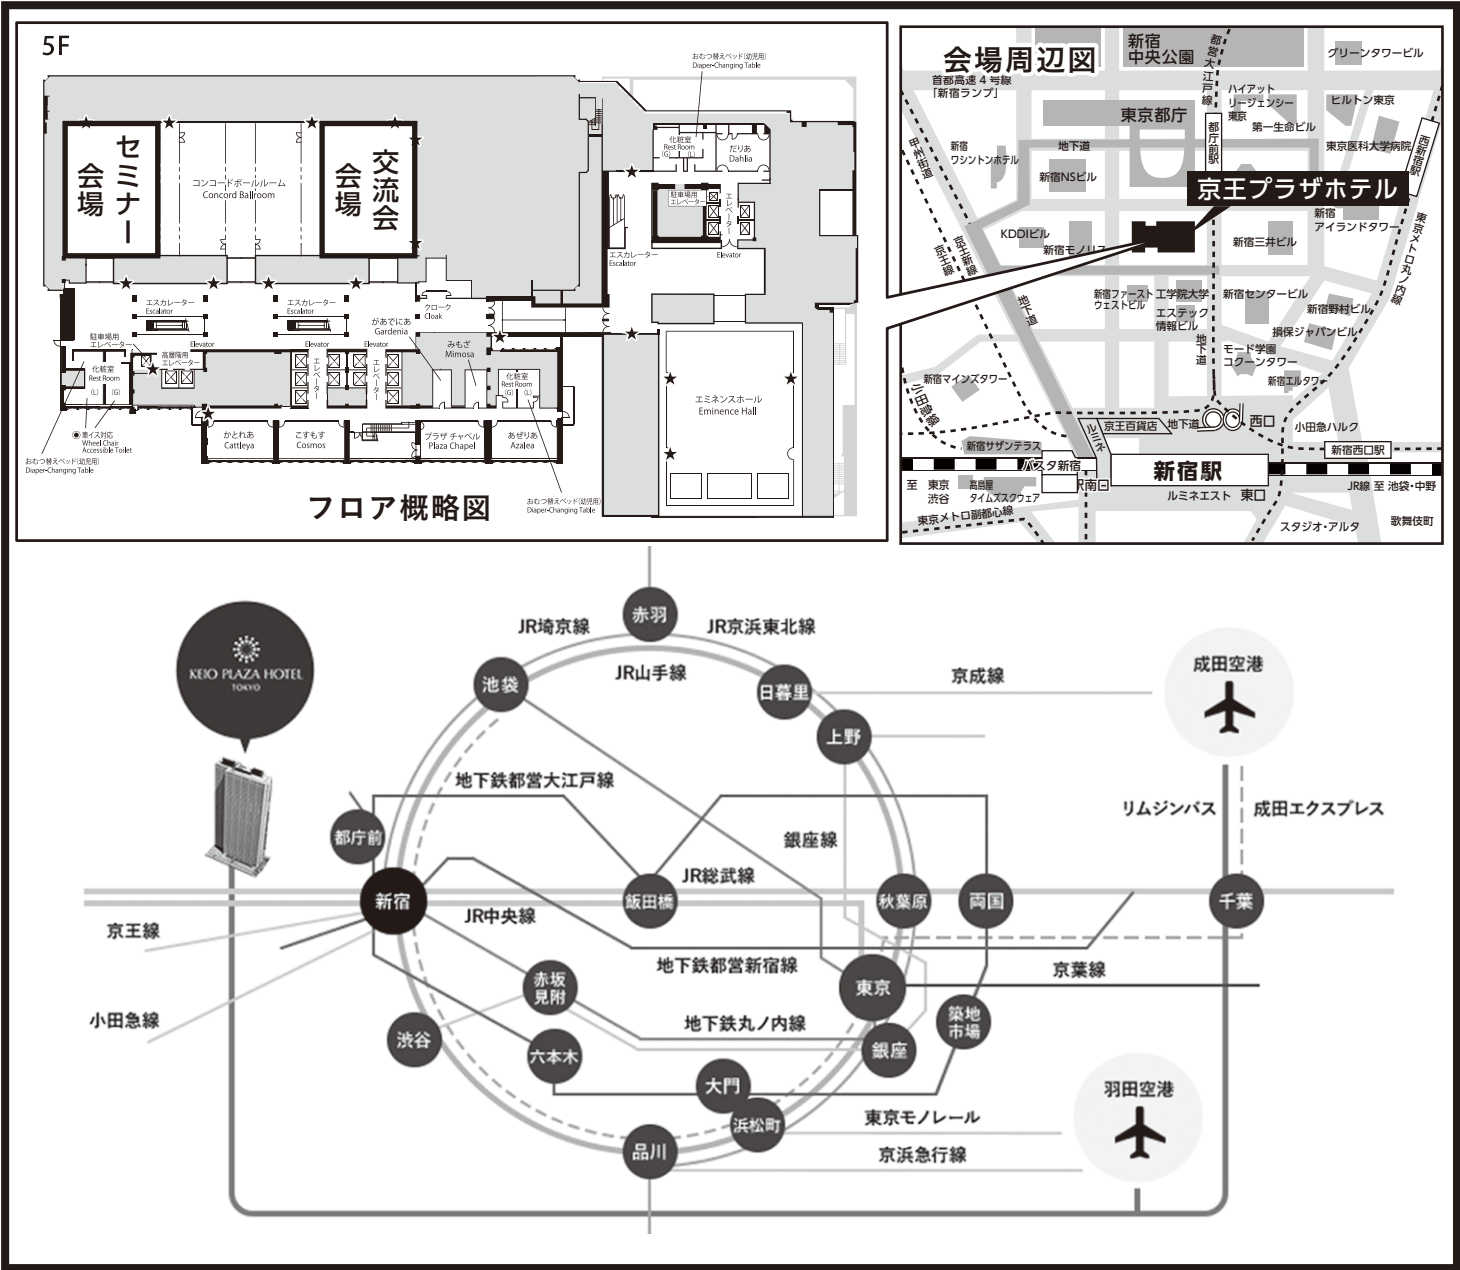 5F
おむつ替えベッド(幼児用)
Diaper-Changing Table
化粧室
Rest Room
(G)
(L)
だりあ
Dahlia
セミナー
会場
コンコードボールルーム
Concord Ballroom
交流会
会場
駐車場用
エレベーター
エレベーター
Elevator
エスカレーター
Escalator
エスカレーター
Escalator
エスカレーター
Escalator
クローク
Cloak
駐車場用
エレベーター
Elevator
高層階用
エレベーター
Elevator
エレベーター
Elevator
エレベーター
があでにあ
Gardenia
みもざ
Mimosa
化粧室
Rest Room
(L)
(G)
化粧室
Rest Room
(G)
(L)
エミネンスホール
Eminence Hall
車イス対応
Wheel Chair
Accessible Toilet
おむつ替えベッド(幼児用)
Diaper-Changing Table
かとれあ
Cattleya
こすもす
Cosmos
プラザ チャペル
Plaza Chapel
あぜりあ
Azalea
おむつ替えベッド(幼児用)
Diaper-Changing Table
フロア概略図
会場周辺図
首都高速 4 号線
「新宿ランプ」
新宿
中央公園
都営大江戸線
グリーンタワービル
ハイアット
リージェンシー
東京
ヒルトン東京
東京都庁
都庁前駅
第一生命ビル
西新宿駅
甲州街道
新宿
ワシントンホテル
地下道
東京医科大学病院
新宿NSビル
京王プラザホテル
新宿
アイランドタワー
東京メトロ丸ノ内線
KDDIビル
新宿モノリス
新宿三井ビル
京王線
京王新線
地下道
新宿ファースト
ウェストビル
工学院大学
エステック
情報ビル
新宿センタービル
新宿野村ビル
損保ジャパンビル
地下道
モード学園
コクーンタワー
新宿マインズタワー
新宿エルタワー
小田急線
ルミネ
京王百貨店
地下道
西口
小田急ハルク
新宿サザンテラス
新宿西口駅
バスタ新宿
新宿駅
至
東京
渋谷
髙島屋
タイムズスクウェア
駅南口
ルミネエスト
東口
JR線 至 池袋・中野
東京メトロ副都心線
スタジオ・アルタ
歌舞伎町
KEIO PLAZA HOTEL
TOKYO
赤羽
JR埼京線
JR京浜東北線
JR山手線
池袋
日暮里
京成線
成田空港
上野
地下鉄都営大江戸線
リムジンバス
成田エクスプレス
都庁前
銀座線
JR総武線
新宿
飯田橋
秋葉原
両国
千葉
JR中央線
京王線
地下鉄都営新宿線
京葉線
赤坂
見附
東京
小田急線
地下鉄丸ノ内線
築地
市場
渋谷
六本木
銀座
大門
羽田空港
浜松町
東京モノレール
品川
京浜急行線